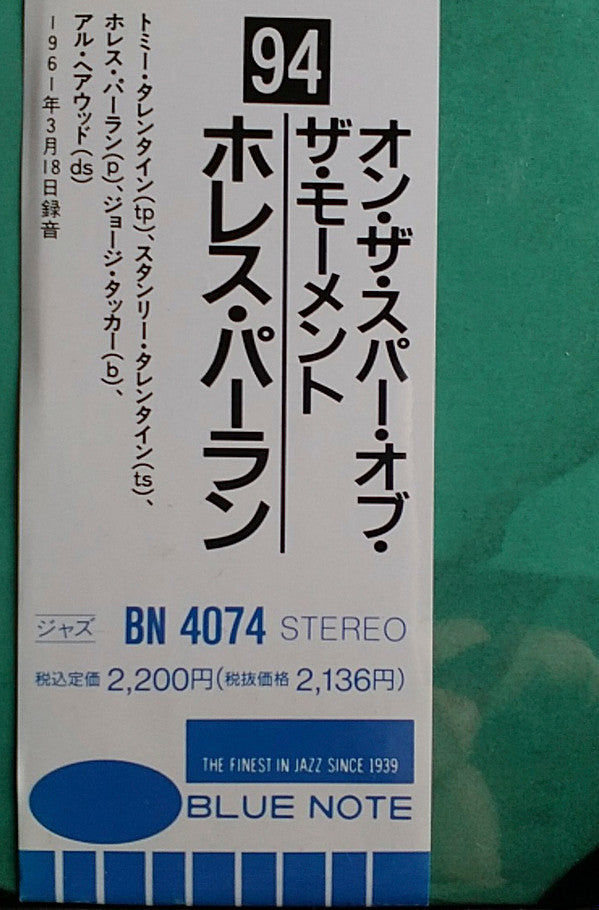 94
オン・ザ・スパー・オブ・
ザ・モーメント
ホレス・パーラン
トミー・タレンタイン(tp)、スタンリー・タレンタイン(ts)、
ホレス・パーラン(p)、ジョージ・タッカー(b)、
アル・ヘアウッド(ds)
1961年3月18日録音
ジャズ BN 4074 STEREO
税込定価 2,200円(税抜価格 2,136円)
THE FINEST IN JAZZ SINCE 1939
BLUE NOTE